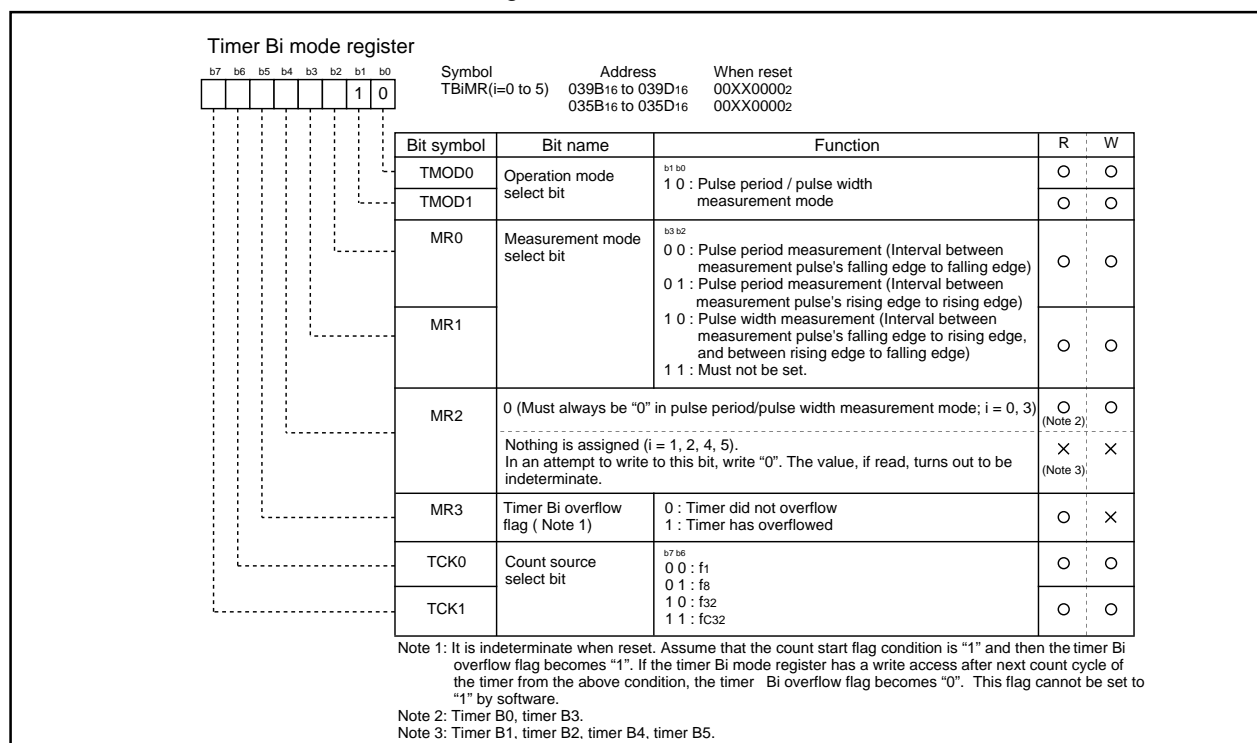 Timer Bi mode register
b7 b6 b5 b4 b3 b2 b1 b0
1 0
Symbol Address When reset
TBiMR(i=0 to 5) 039B16 to 039D16 00XX00002
035B16 to 035D16 00XX00002
Bit symbol Bit name Function R W
TMOD0 Operation mode select bit
b1 b0
1 0 : Pulse period / pulse width
measurement mode
TMOD1
MR0 Measurement mode select bit
b3 b2
0 0 : Pulse period measurement (Interval between
measurement pulse's falling edge to falling edge)
0 1 : Pulse period measurement (Interval between
measurement pulse's rising edge to rising edge)
MR1
1 0 : Pulse width measurement (Interval between
measurement pulse's falling edge to rising edge,
and between rising edge to falling edge)
1 1 : Must not be set.
MR2
0 (Must always be “0” in pulse period/pulse width measurement mode; i = 0, 3)
(Note 2)
Nothing is assigned (i = 1, 2, 4, 5).
In an attempt to write to this bit, write “0”. The value, if read, turns out to be
indeterminate.
(Note 3)
MR3
Timer Bi overflow
flag ( Note 1)
0 : Timer did not overflow
1 : Timer has overflowed
TCK0
Count source
select bit
b7 b6
0 0 : f1
0 1 : f8
TCK1
1 0 : f32
1 1 : fC32
Note 1: It is indeterminate when reset. Assume that the count start flag condition is “1” and then the timer Bi
overflow flag becomes “1”. If the timer Bi mode register has a write access after next count cycle of
the timer from the above condition, the timer Bi overflow flag becomes “0”. This flag cannot be set to
“1” by software.
Note 2: Timer B0, timer B3.
Note 3: Timer B1, timer B2, timer B4, timer B5.